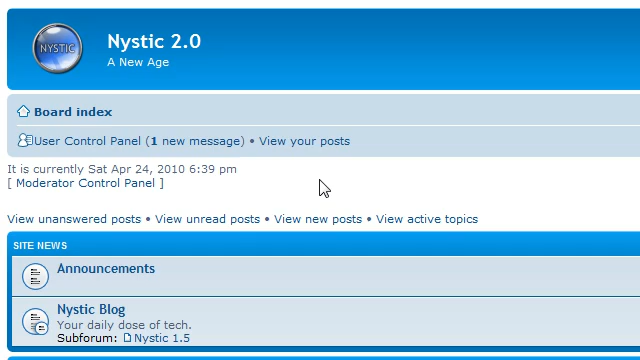 NYSTIC
Nystic 2.0
A New Age
Board index
User Control Panel (1 new message) • View your posts
It is currently Sat Apr 24, 2010 6:39 pm
[ Moderator Control Panel ]
View unanswered posts • View unread posts • View new posts • View active topics
SITE NEWS
Announcements
Nystic Blog
Your daily dose of tech.
Subforum: Nystic 1.5